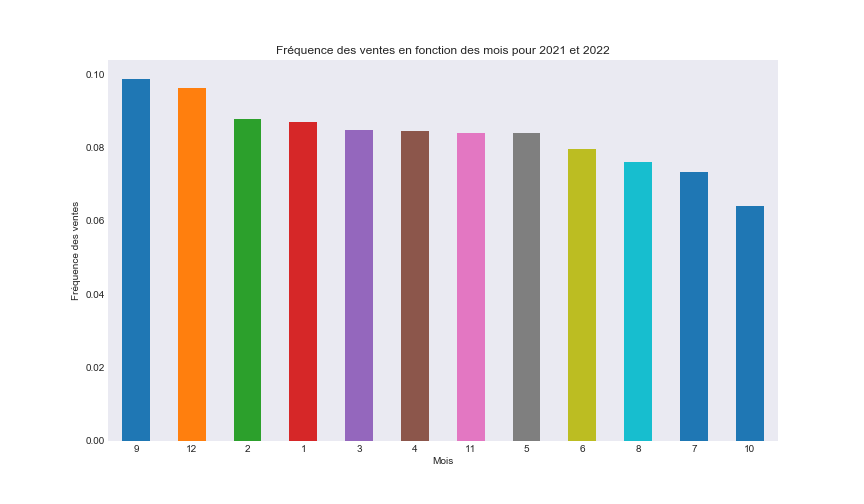 Fréquence des ventes en fonction des mois pour 2021 et 2022
Fréquence des ventes
0.10
0.08
0.06
0.04
0.02
0.00
9 12 2 1 3 4 11 5 6 8 7 10
Mois